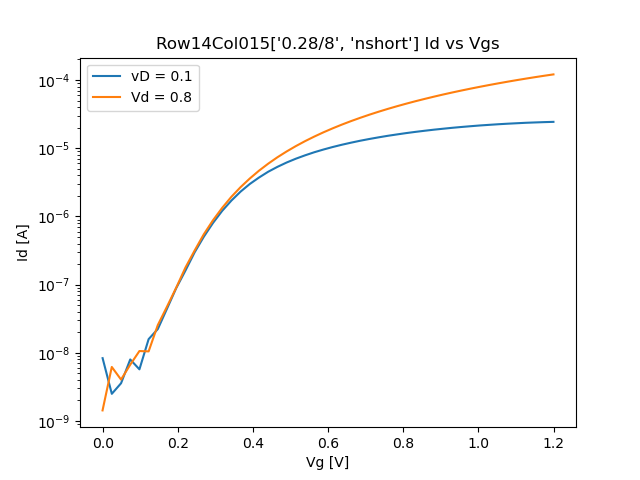 Row14Col015['0.28/8', 'nshort'] Id vs Vgs
vD = 0.1
Vd = 0.8
Id [A]
10⁻⁴
10⁻⁵
10⁻⁶
10⁻⁷
10⁻⁸
10⁻⁹
0.0 0.2 0.4 0.6 0.8 1.0 1.2
Vg [V]